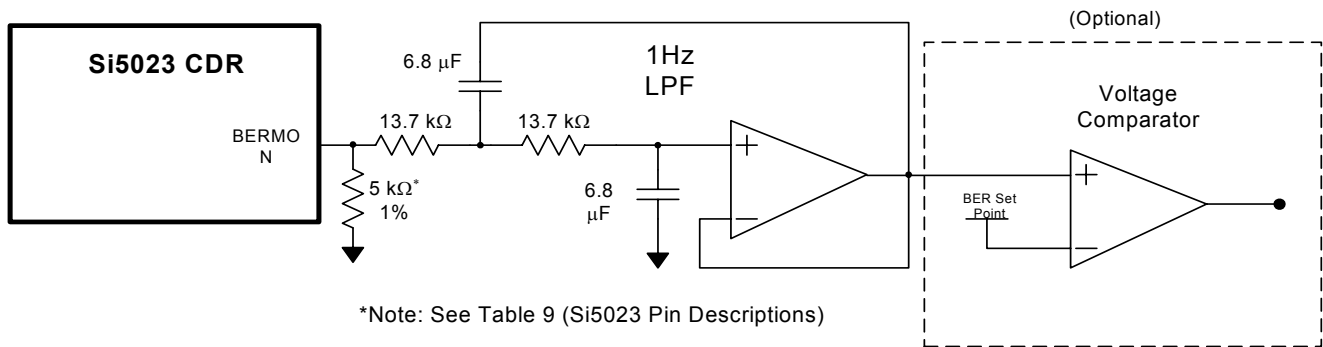 (Optional)
Si5023 CDR
6.8 μF
1Hz
LPF
Voltage
Comparator
BERMO
N
13.7 kΩ
13.7 kΩ
+
+
5 kΩ*
1%
6.8
μF
BER Set
Point
−
−
*Note: See Table 9 (Si5023 Pin Descriptions)